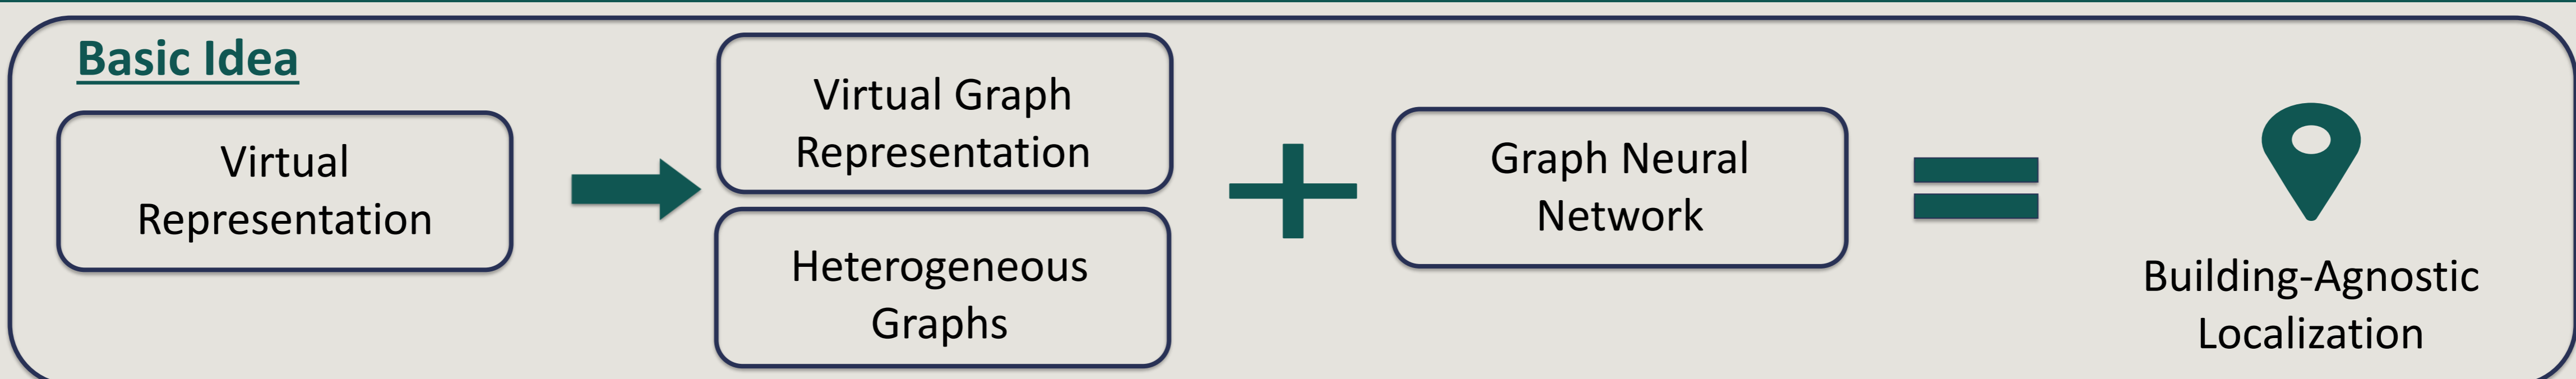 Basic Idea
Virtual
Representation
Virtual Graph
Representation
Heterogeneous
Graphs
Graph Neural
Network
Building-Agnostic
Localization